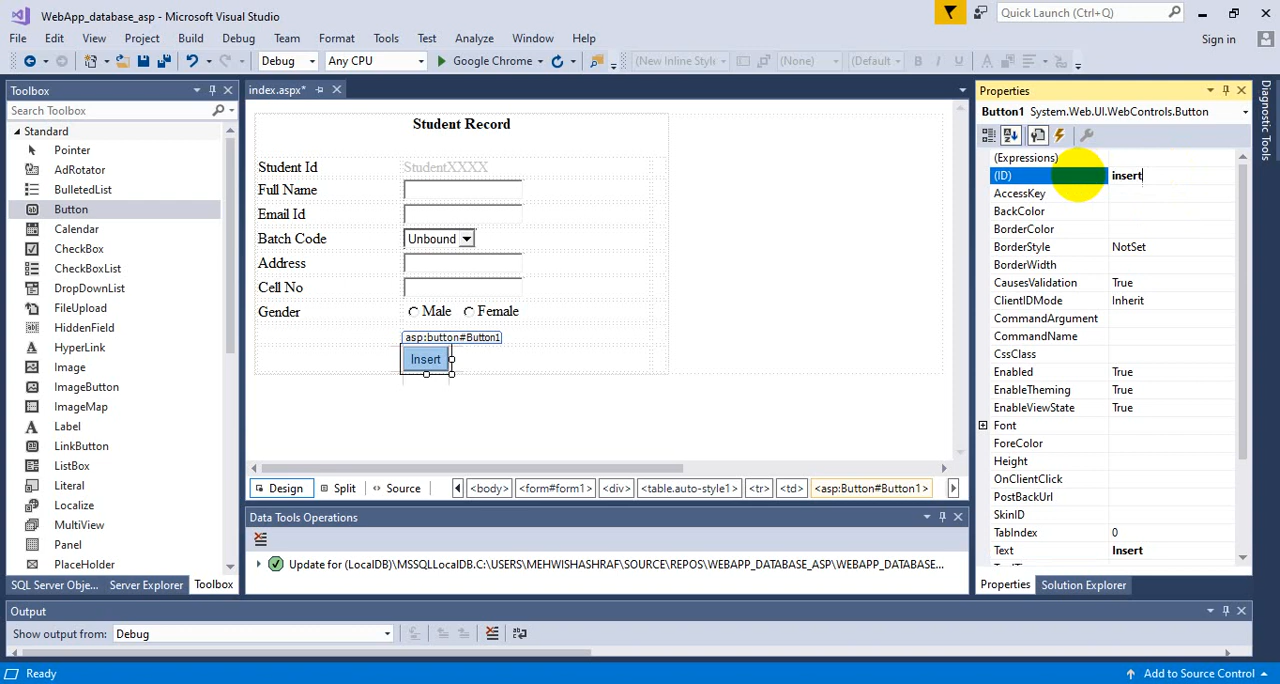 WebApp_database_asp - Microsoft Visual Studio
Quick Launch (Ctrl+Q)
File Edit View Project Build Debug Team Format Tools Test Analyze Window Help
Sign in
Debug Any CPU Google Chrome (New Inline Style (None) (Default B I U A
Toolbox
Search Toolbox
Standard
Pointer
AdRotator
BulletedList
Button
Calendar
CheckBox
CheckBoxList
DropDownList
FileUpload
HiddenField
HyperLink
Image
ImageButton
ImageMap
Label
LinkButton
ListBox
Literal
Localize
MultiView
Panel
PlaceHolder
SQL Server Obje... Server Explorer Toolbox
index.aspx*
Student Record
Student Id StudentXXXX
Full Name
Email Id
Batch Code Unbound
Address
Cell No
Gender Male Female
asp:button#Button1
Insert
Design Split Source <body> <form#form1> <div> <table.auto-style1> <tr> <td> <asp:Button#Button1>
Data Tools Operations
Update for (LocalDB)\MSSQLLocalDB.C:\USERS\MEHWISHASHRAF\SOURCE\REPOS\WEBAPP_DATABASE_ASP\WEBAPP_DATABASE...
Properties
Button1 System.Web.UI.WebControls.Button
(Expressions)
(ID) insert
AccessKey
BackColor
BorderColor
BorderStyle NotSet
BorderWidth
CausesValidation True
ClientIDMode Inherit
CommandArgument
CommandName
CssClass
Enabled True
EnableTheming True
EnableViewState True
Font
ForeColor
Height
OnClientClick
PostBackUrl
SkinID
TabIndex 0
Text Insert
Properties Solution Explorer
Diagnostic Tools
Output
Show output from: Debug
Ready
Add to Source Control